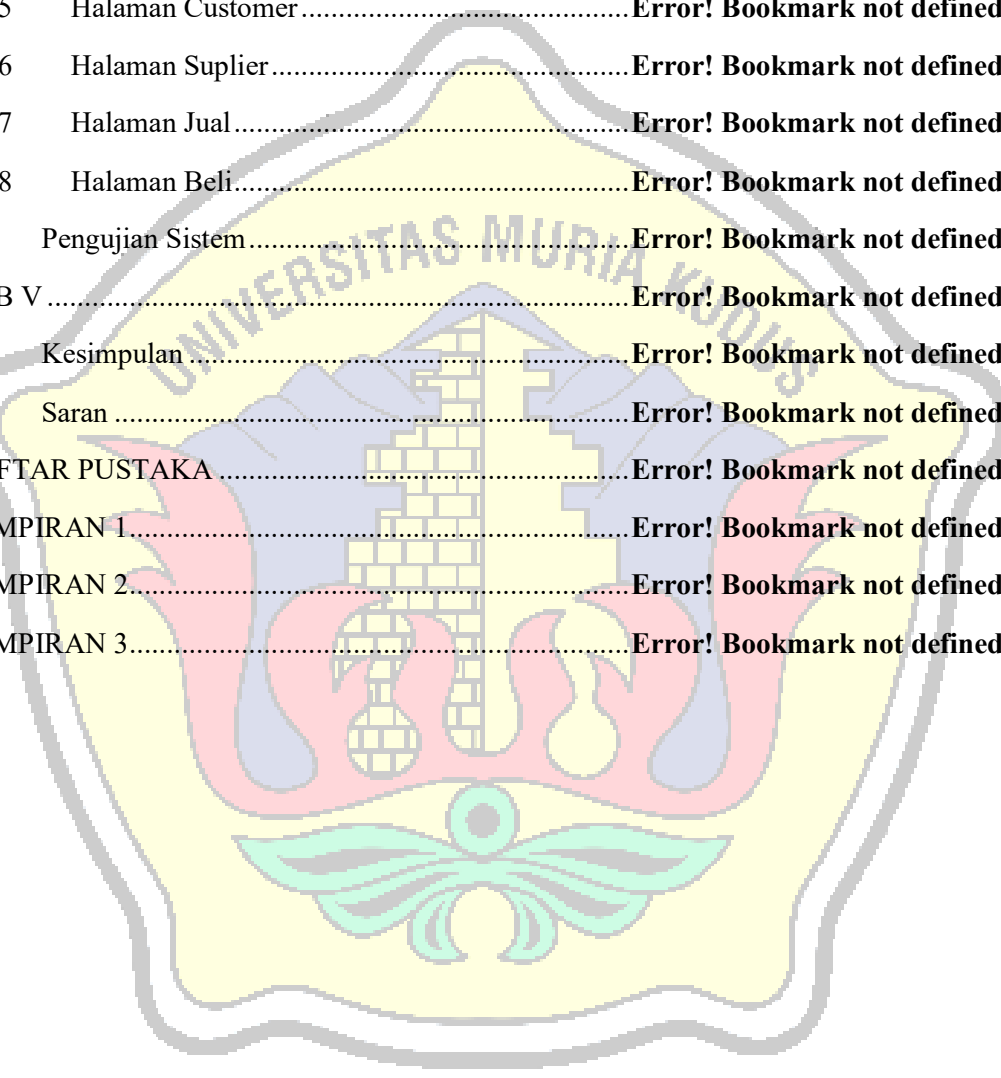 5 Halaman Customer........................................Error! Bookmark not defined
6 Halaman Suplier............................................Error! Bookmark not defined
7 Halaman Jual.................................................Error! Bookmark not defined
8 Halaman Beli.................................................Error! Bookmark not defined
Pengujian Sistem.................................................Error! Bookmark not defined
UNIVERSITAS MURIA KUDUS
B V...........................................................................Error! Bookmark not defined
Kesimpulan..........................................................Error! Bookmark not defined
Saran...................................................................Error! Bookmark not defined
FTAR PUSTAKA....................................................Error! Bookmark not defined
MPIRAN 1................................................................Error! Bookmark not defined
MPIRAN 2................................................................Error! Bookmark not defined
MPIRAN 3................................................................Error! Bookmark not defined